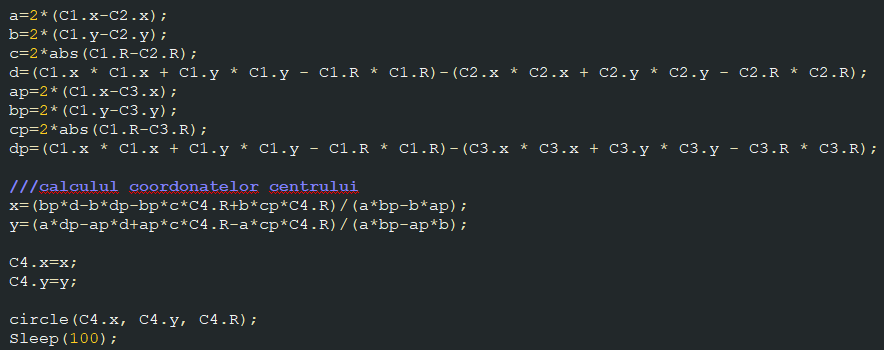 a=2*(C1.x-C2.x);
b=2*(C1.y-C2.y);
c=2*abs(C1.R-C2.R);
d=(C1.x * C1.x + C1.y * C1.y - C1.R * C1.R)-(C2.x * C2.x + C2.y * C2.y - C2.R * C2.R);
ap=2*(C1.x-C3.x);
bp=2*(C1.y-C3.y);
cp=2*abs(C1.R-C3.R);
dp=(C1.x * C1.x + C1.y * C1.y - C1.R * C1.R)-(C3.x * C3.x + C3.y * C3.y - C3.R * C3.R);
///calculul coordonatelor centrului
x=(bp*d-b*dp-bp*c*C4.R+b*cp*C4.R)/(a*bp-b*ap);
y=(a*dp-ap*d+ap*c*C4.R-a*cp*C4.R)/(a*bp-ap*b);
C4.x=x;
C4.y=y;
circle(C4.x, C4.y, C4.R);
Sleep(100);